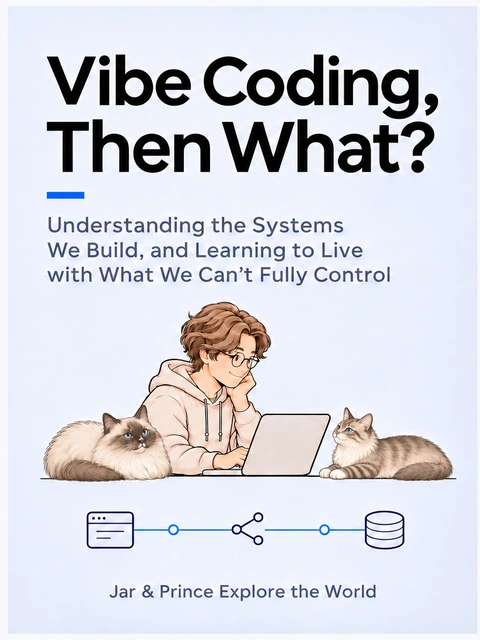 Vibe Coding,
Then What?
Understanding the Systems
We Build, and Learning to Live
with What We Can’t Fully Control
Jar & Prince Explore the World